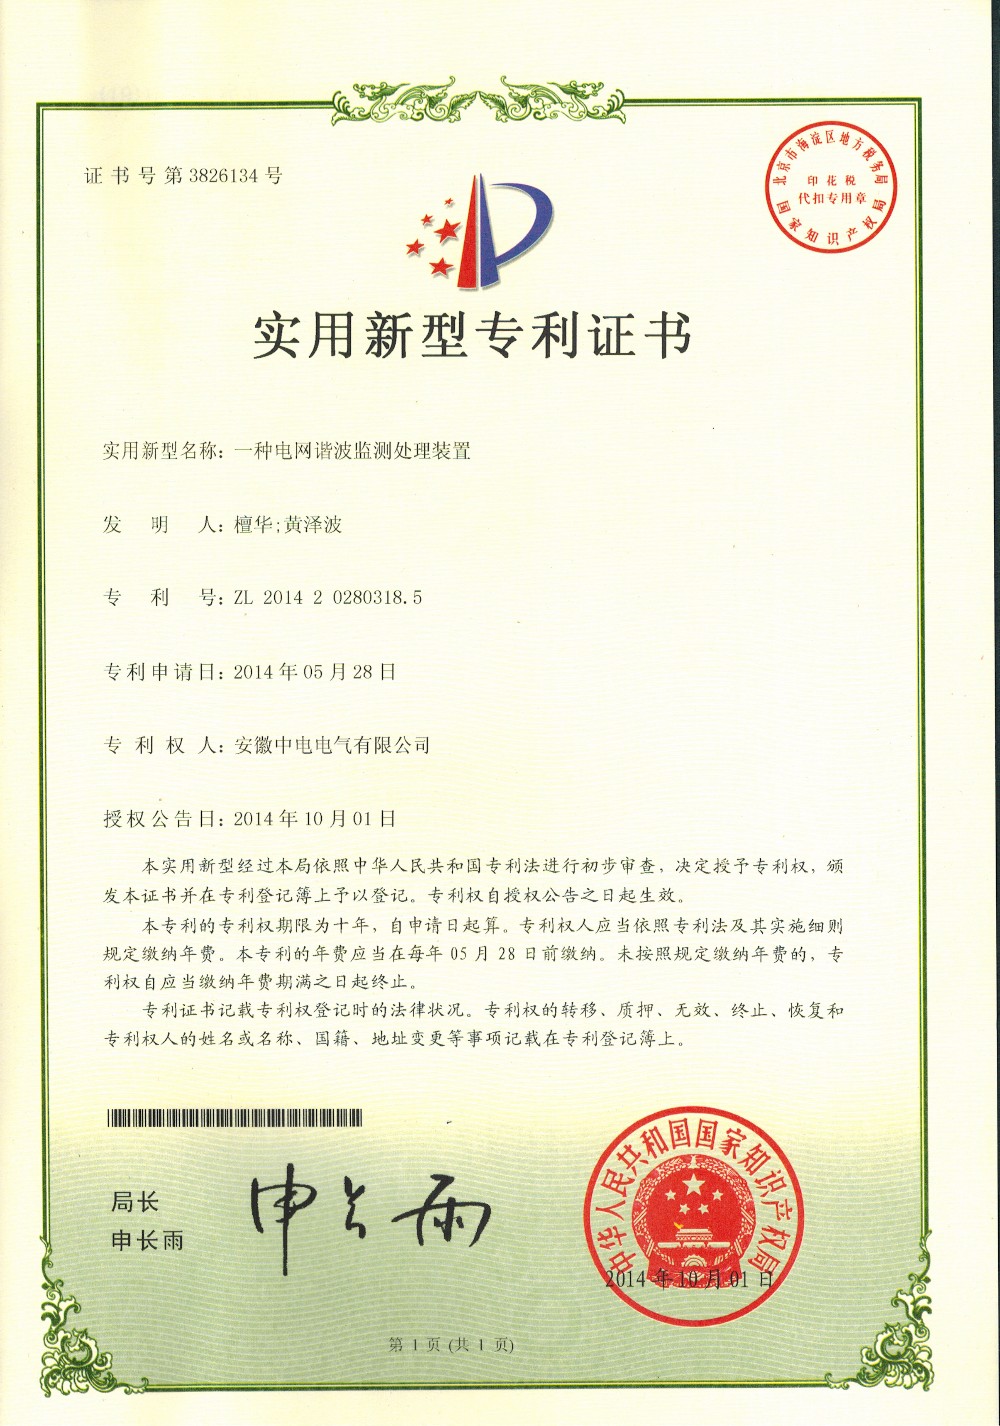 证书号第3826134号
北京市海淀区地方税务局
印花税
代扣专用章
国家知识产权局
实用新型专利证书
实用新型名称：一种电网谐波监测处理装置
发明人：檀华;黄泽波
专利号：ZL 2014 2 0280318.5
专利申请日：2014年05月28日
专利权人：安徽中电电气有限公司
授权公告日：2014年10月01日
本实用新型经过本局依照中华人民共和国专利法进行初步审查，决定授予专利权，颁
发本证书并在专利登记簿上予以登记。专利权自授权公告之日起生效。
本专利的专利权期限为十年，自申请日起算。专利权人应当依照专利法及其实施细则
规定缴纳年费。本专利的年费应当在每年05月28日前缴纳。未按照规定缴纳年费的，专
利权自应当缴纳年费期满之日起终止。
专利证书记载专利权登记时的法律状况。专利权的转移、质押、无效、终止、恢复和
专利权人的姓名或名称、国籍、地址变更等事项记载在专利登记簿上。
局长
申长雨
申长雨
中华人民共和国国家知识产权局
2014年10月01日
第1页(共1页)